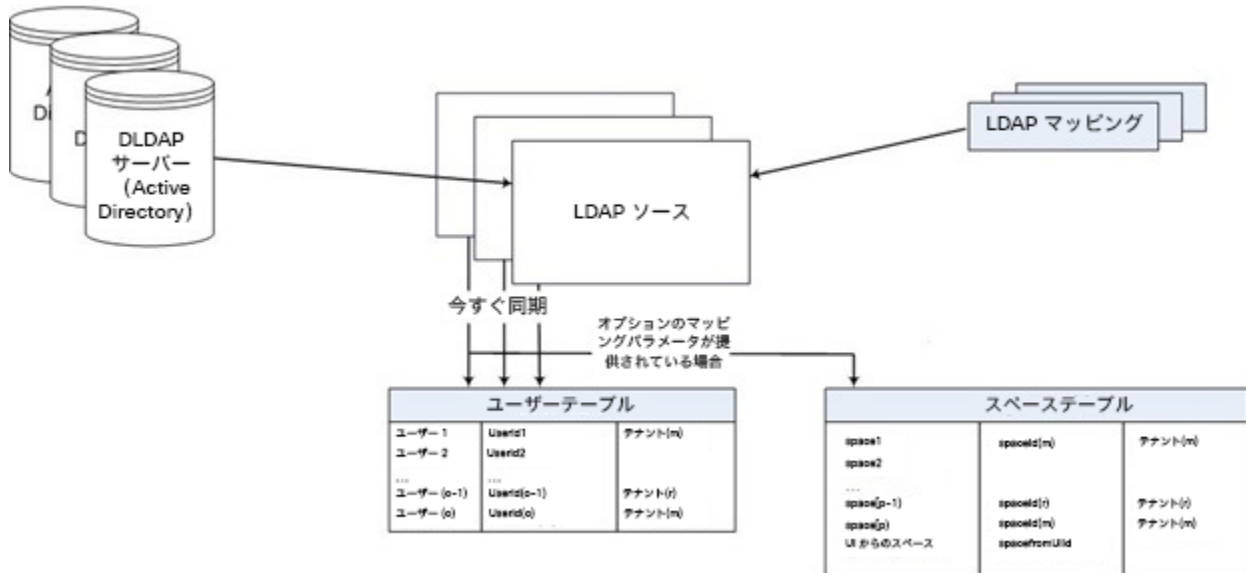 A
Di
D
D
DLDAP
サーバー
(Active
Directory)
LDAP マッピング
LDAP ソース
今すぐ同期
オプションのマッピ
ングパラメータが提
供されている場合
ユーザーテーブル
ユーザー 1 UserId1 テナント(m)
ユーザー 2 UserId2
... ...
ユーザー (o-1) UserId(o-1) テナント(r)
ユーザー (o) UserId(o) テナント(m)
スペーステーブル
space1 spaceId(m) テナント(m)
space2
...
space(p-1) spaceId(r) テナント(r)
space(p) spaceId(m) テナント(m)
UI からのスペース spacefromUIId